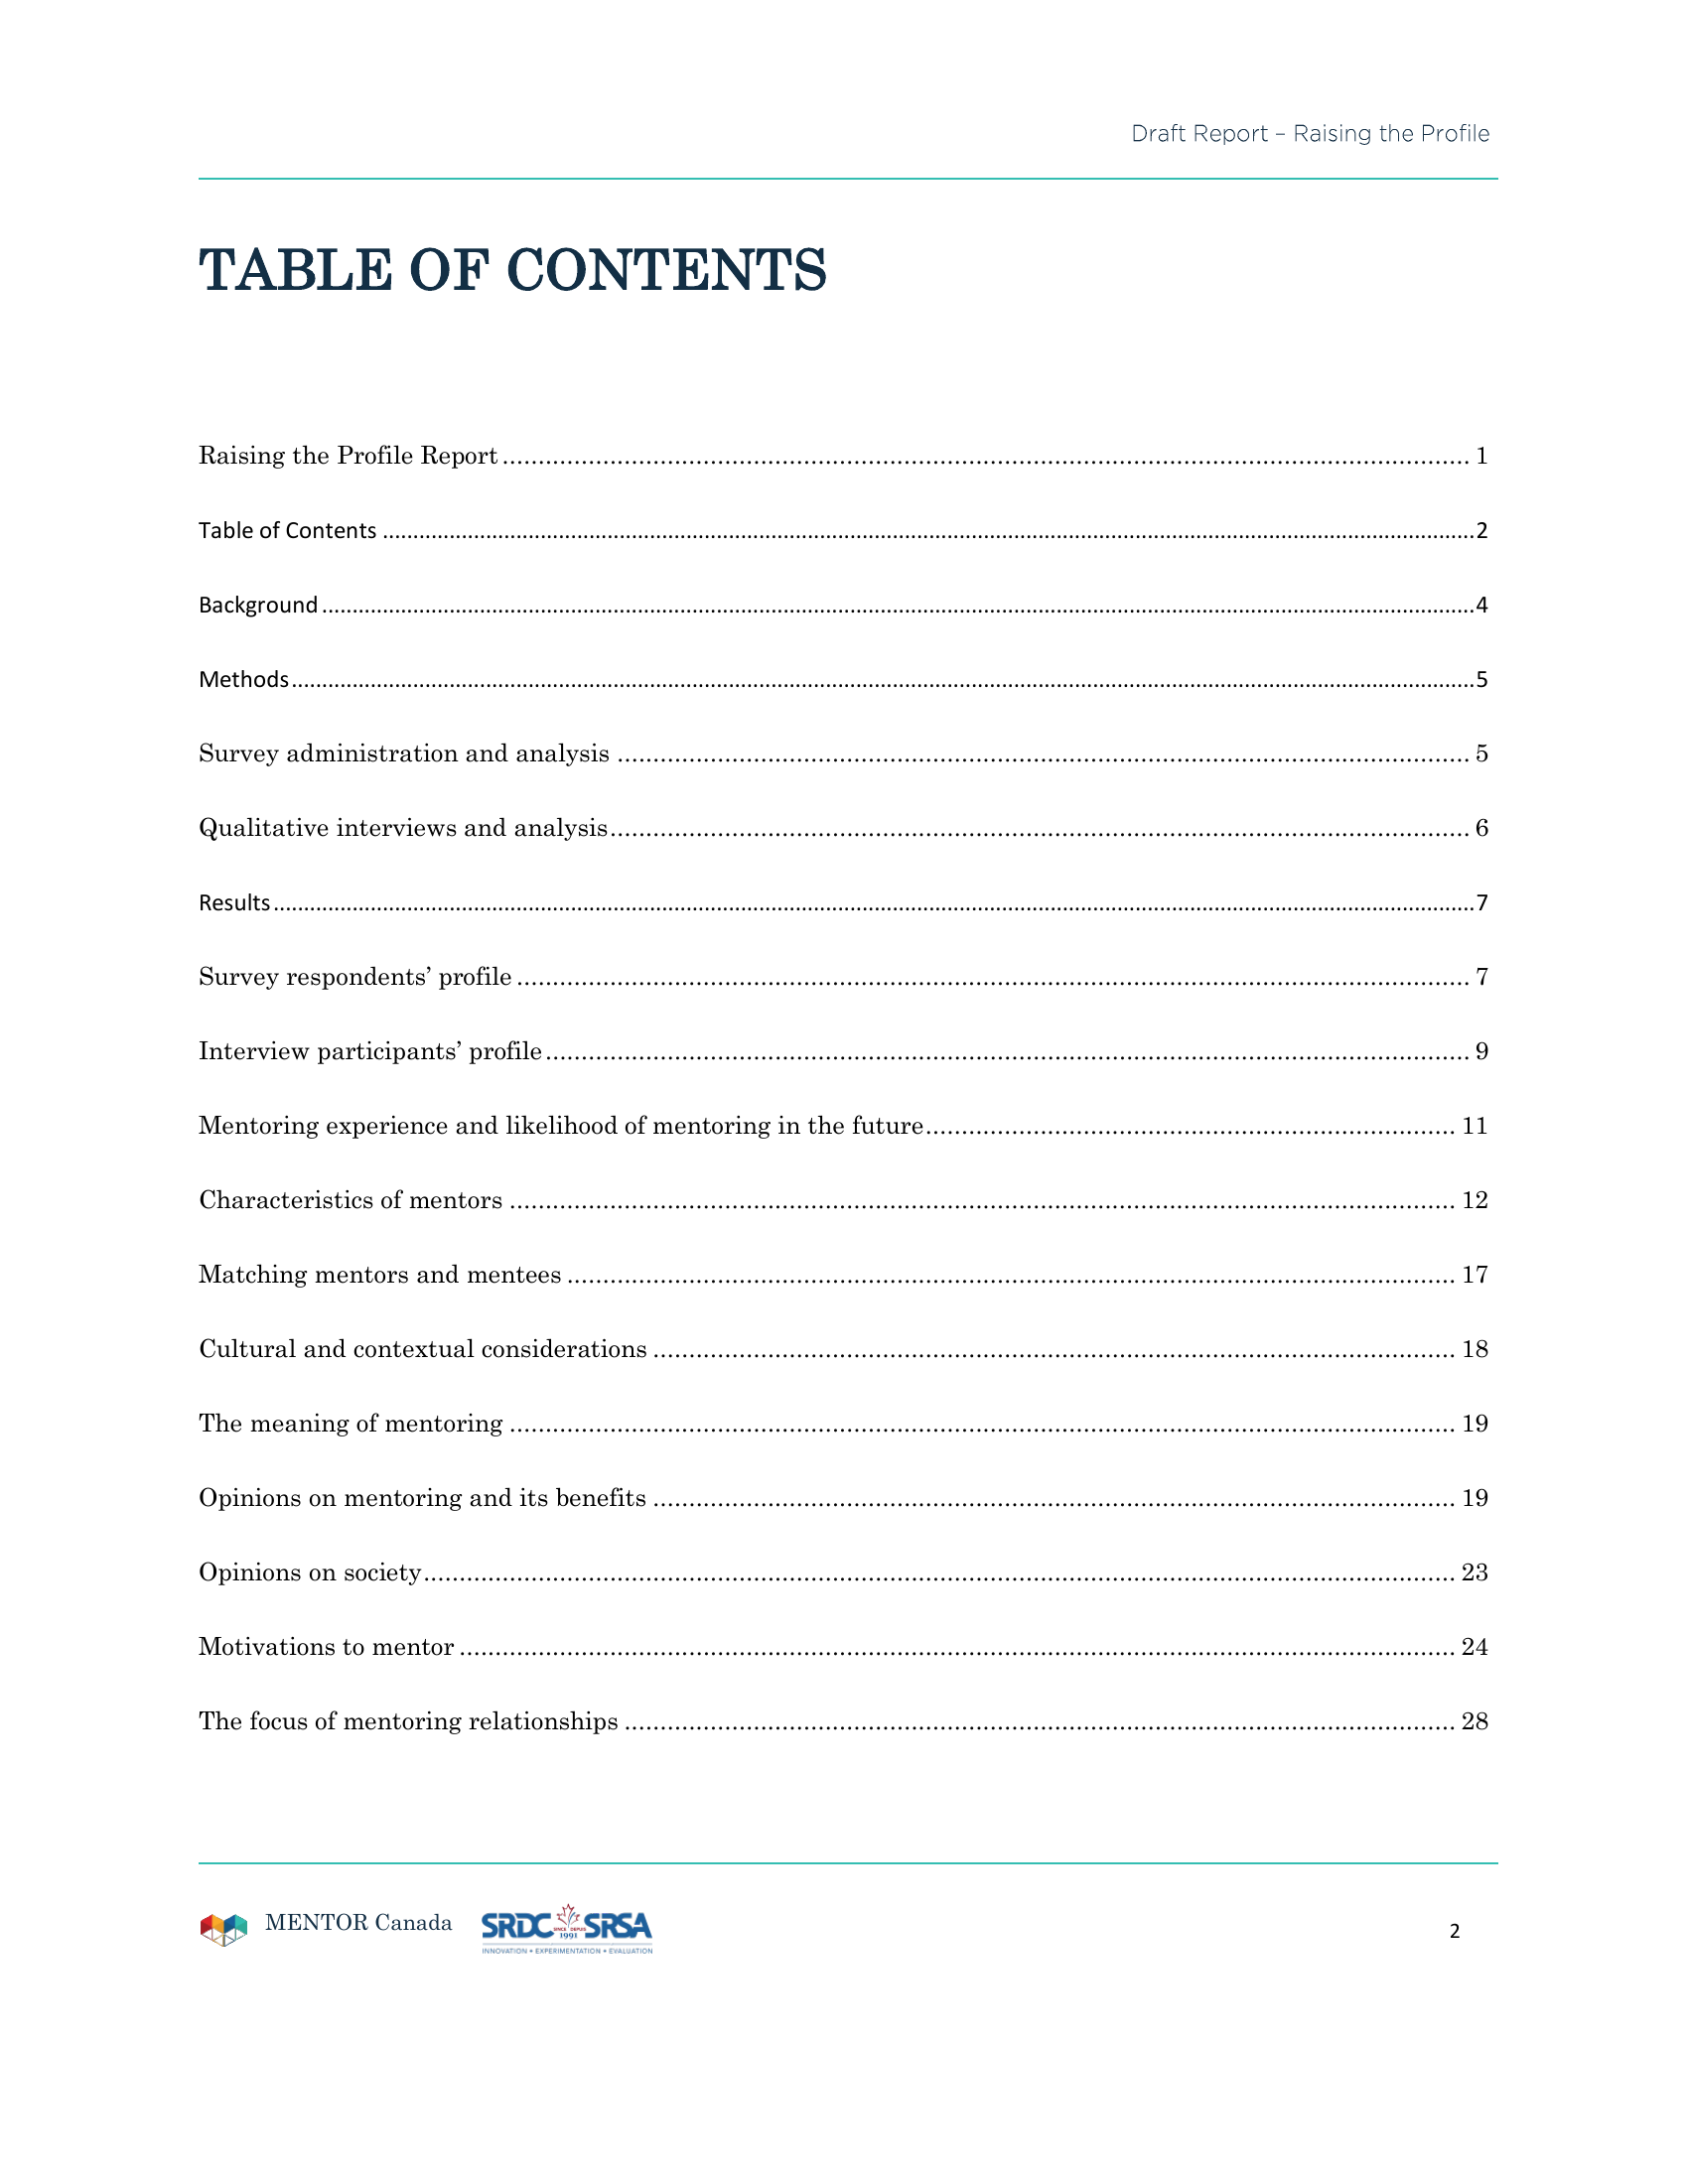 Draft Report – Raising the Profile
TABLE OF CONTENTS
Raising the Profile Report ........................................................................ 1
Table of Contents ........................................................................ 2
Background ........................................................................ 4
Methods ........................................................................ 5
Survey administration and analysis ........................................................................ 5
Qualitative interviews and analysis ........................................................................ 6
Results ........................................................................ 7
Survey respondents’ profile ........................................................................ 7
Interview participants’ profile ........................................................................ 9
Mentoring experience and likelihood of mentoring in the future ........................................................................ 11
Characteristics of mentors ........................................................................ 12
Matching mentors and mentees ........................................................................ 17
Cultural and contextual considerations ........................................................................ 18
The meaning of mentoring ........................................................................ 19
Opinions on mentoring and its benefits ........................................................................ 19
Opinions on society ........................................................................ 23
Motivations to mentor ........................................................................ 24
The focus of mentoring relationships ........................................................................ 28
MENTOR Canada
SRDC SINCE DEPUIS 1991 SRSA
INNOVATION • EXPERIMENTATION • EVALUATION
2